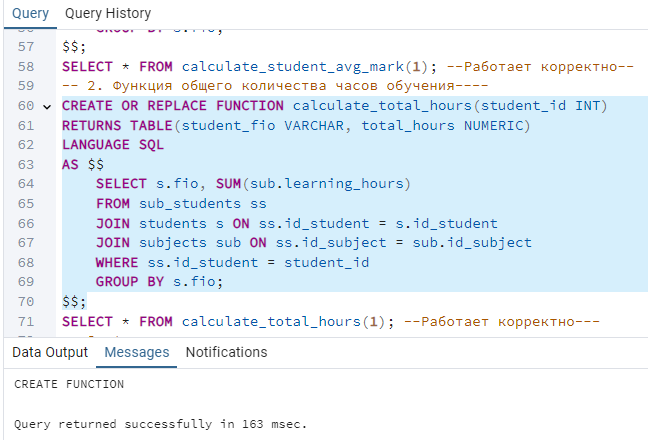 Query Query History
57 $$;
58 SELECT * FROM calculate_student_avg_mark(1); --Работает корректно--
59 -- 2. Функция общего количества часов обучения----
60 CREATE OR REPLACE FUNCTION calculate_total_hours(student_id INT)
61 RETURNS TABLE(student_fio VARCHAR, total_hours NUMERIC)
62 LANGUAGE SQL
63 AS $$
64 SELECT s.fio, SUM(sub.learning_hours)
65 FROM sub_students ss
66 JOIN students s ON ss.id_student = s.id_student
67 JOIN subjects sub ON ss.id_subject = sub.id_subject
68 WHERE ss.id_student = student_id
69 GROUP BY s.fio;
70 $$;
71 SELECT * FROM calculate_total_hours(1); --Работает корректно---
Data Output Messages Notifications
CREATE FUNCTION
Query returned successfully in 163 msec.